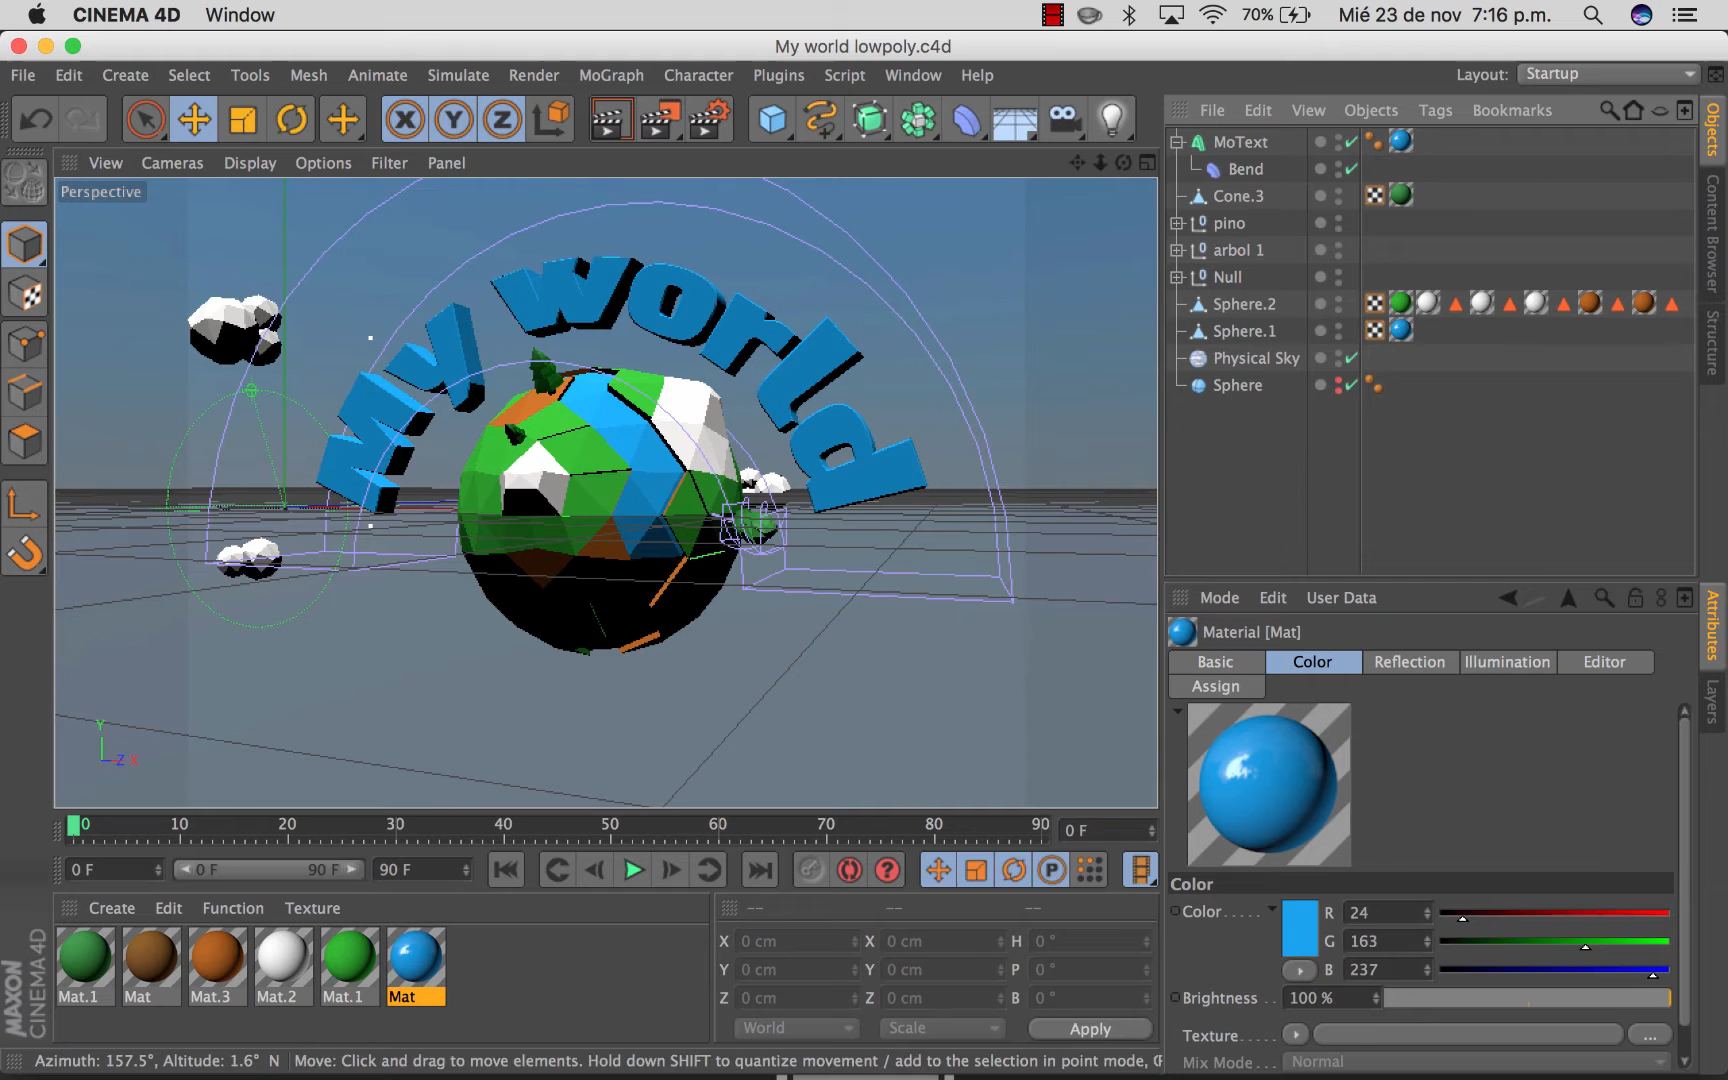 CINEMA 4D Window 70% Mié 23 de nov 7:16 p.m.
My world lowpoly.c4d
File Edit Create Select Tools Mesh Animate Simulate Render MoGraph Character Plugins Script Window Help Layout: Startup
X Y Z
File Edit View Objects Tags Bookmarks
View Cameras Display Options Filter Panel
Perspective
MoText
Bend
Cone.3
pino
arbol 1
Null
Sphere.2
Sphere.1
Physical Sky
Sphere
Objects
Content Browser
Structure
My world
Y
Z X
Mode Edit User Data
Material [Mat]
Basic Color Reflection Illumination Editor
Assign
Attributes
Layers
0 10 20 30 40 50 60 70 80 90 0 F
0 F 0 F 90 F 90 F ? P
Color
Color R 24
G 163
B 237
Brightness 100 %
Texture ...
Mix Mode Normal
Create Edit Function Texture
Mat.1 Mat Mat.3 Mat.2 Mat.1 Mat
-- -- --
X 0 cm X 0 cm H 0 °
Y 0 cm Y 0 cm P 0 °
Z 0 cm Z 0 cm B 0 °
World Scale Apply
MAXON CINEMA 4D
Azimuth: 157.5°, Altitude: 1.6° N Move: Click and drag to move elements. Hold down SHIFT to quantize movement / add to the selection in point mode,